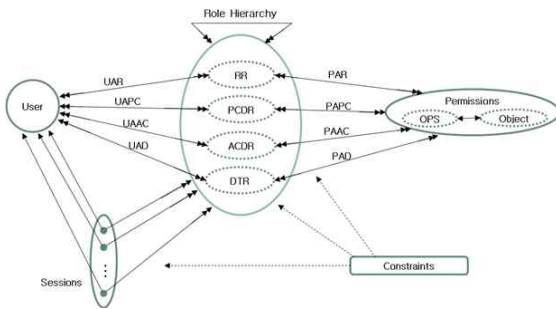 Role Hierarchy
UAR
RR
PAR
User
UAPC
PCDR
PAPC
Permissions
OPS
Object
UAAC
ACDR
PAAC
UAD
DTR
PAD
Sessions
Constraints